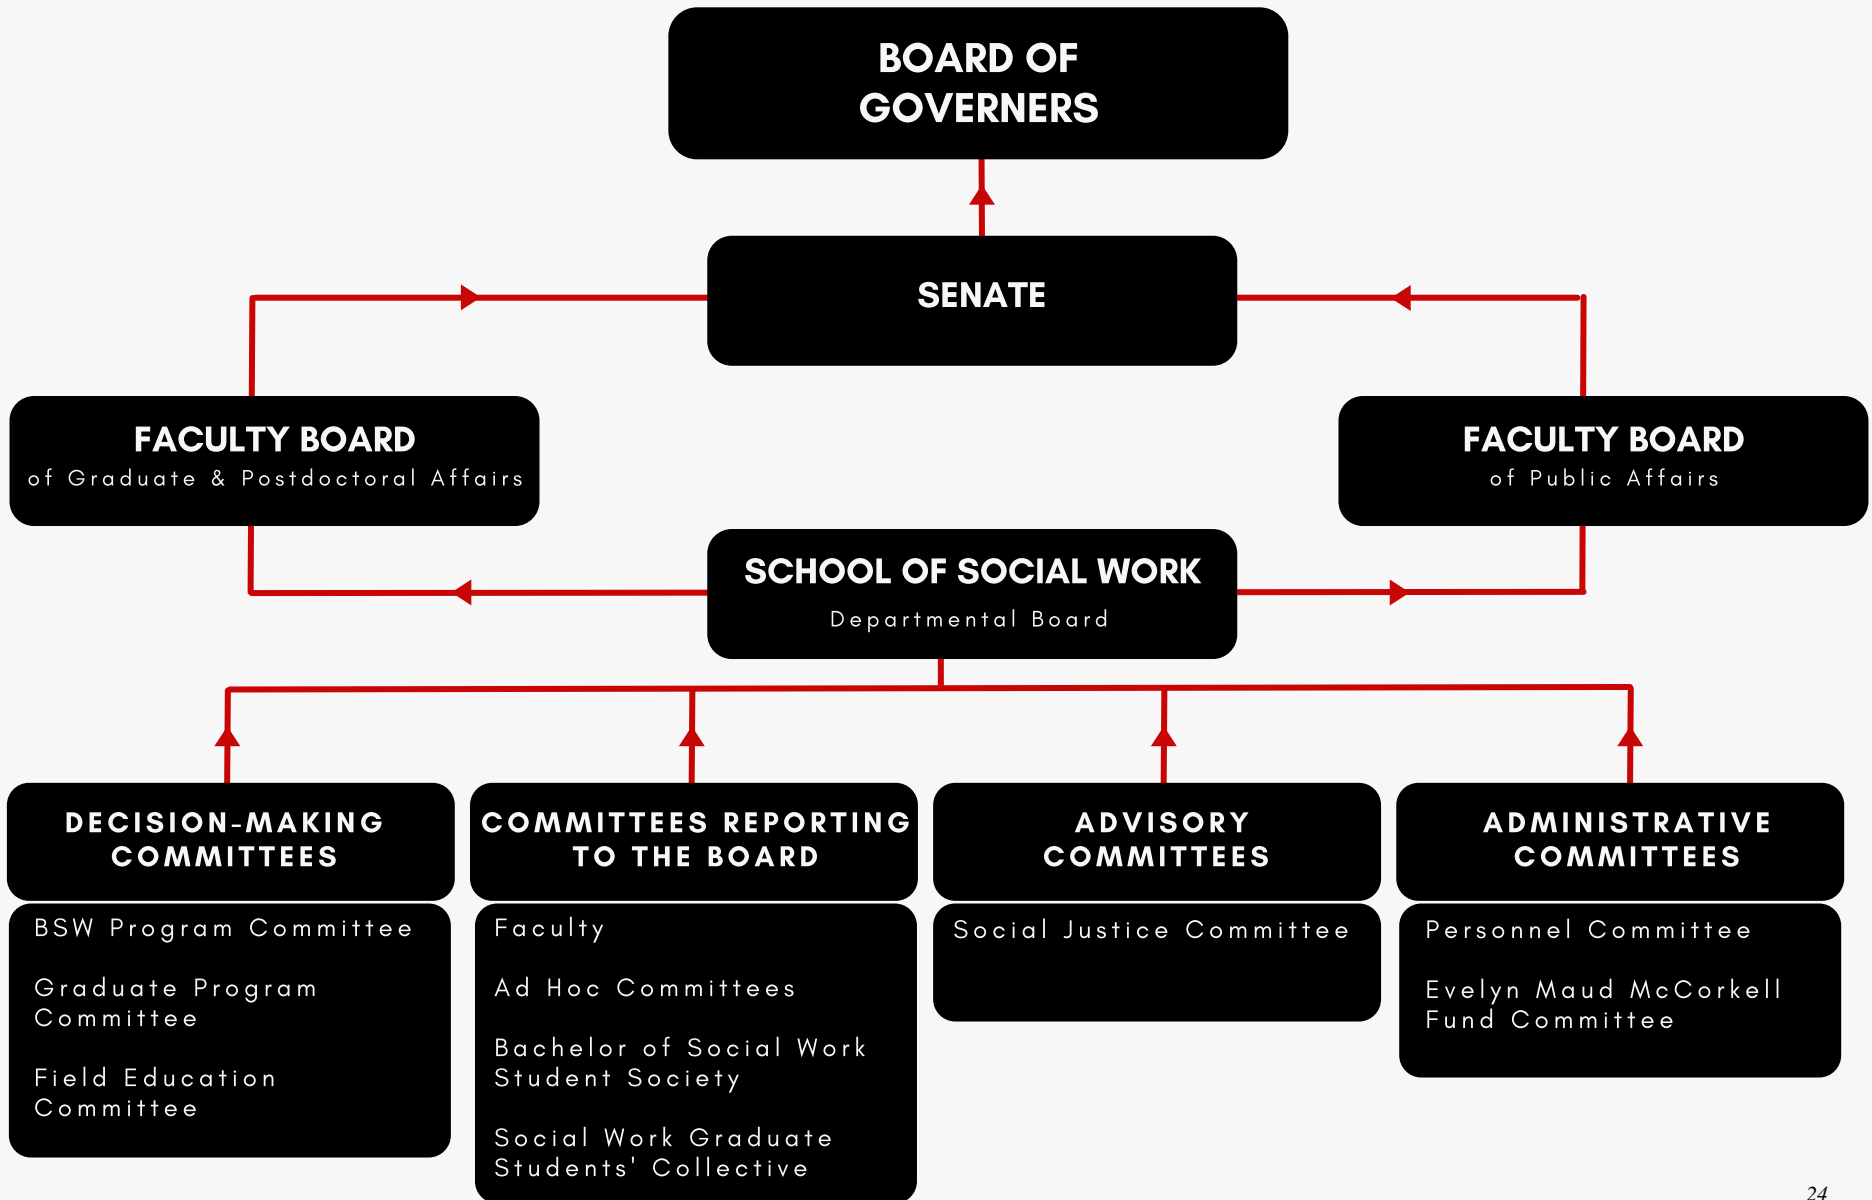 BOARD OF
GOVERNERS
SENATE
FACULTY BOARD
of Graduate & Postdoctoral Affairs
FACULTY BOARD
of Public Affairs
SCHOOL OF SOCIAL WORK
Departmental Board
DECISION-MAKING
COMMITTEES
BSW Program Committee
Graduate Program
Committee
Field Education
Committee
COMMITTEES REPORTING
TO THE BOARD
Faculty
Ad Hoc Committees
Bachelor of Social Work
Student Society
Social Work Graduate
Students' Collective
ADVISORY
COMMITTEES
Social Justice Committee
ADMINISTRATIVE
COMMITTEES
Personnel Committee
Evelyn Maud McCorkell
Fund Committee
24